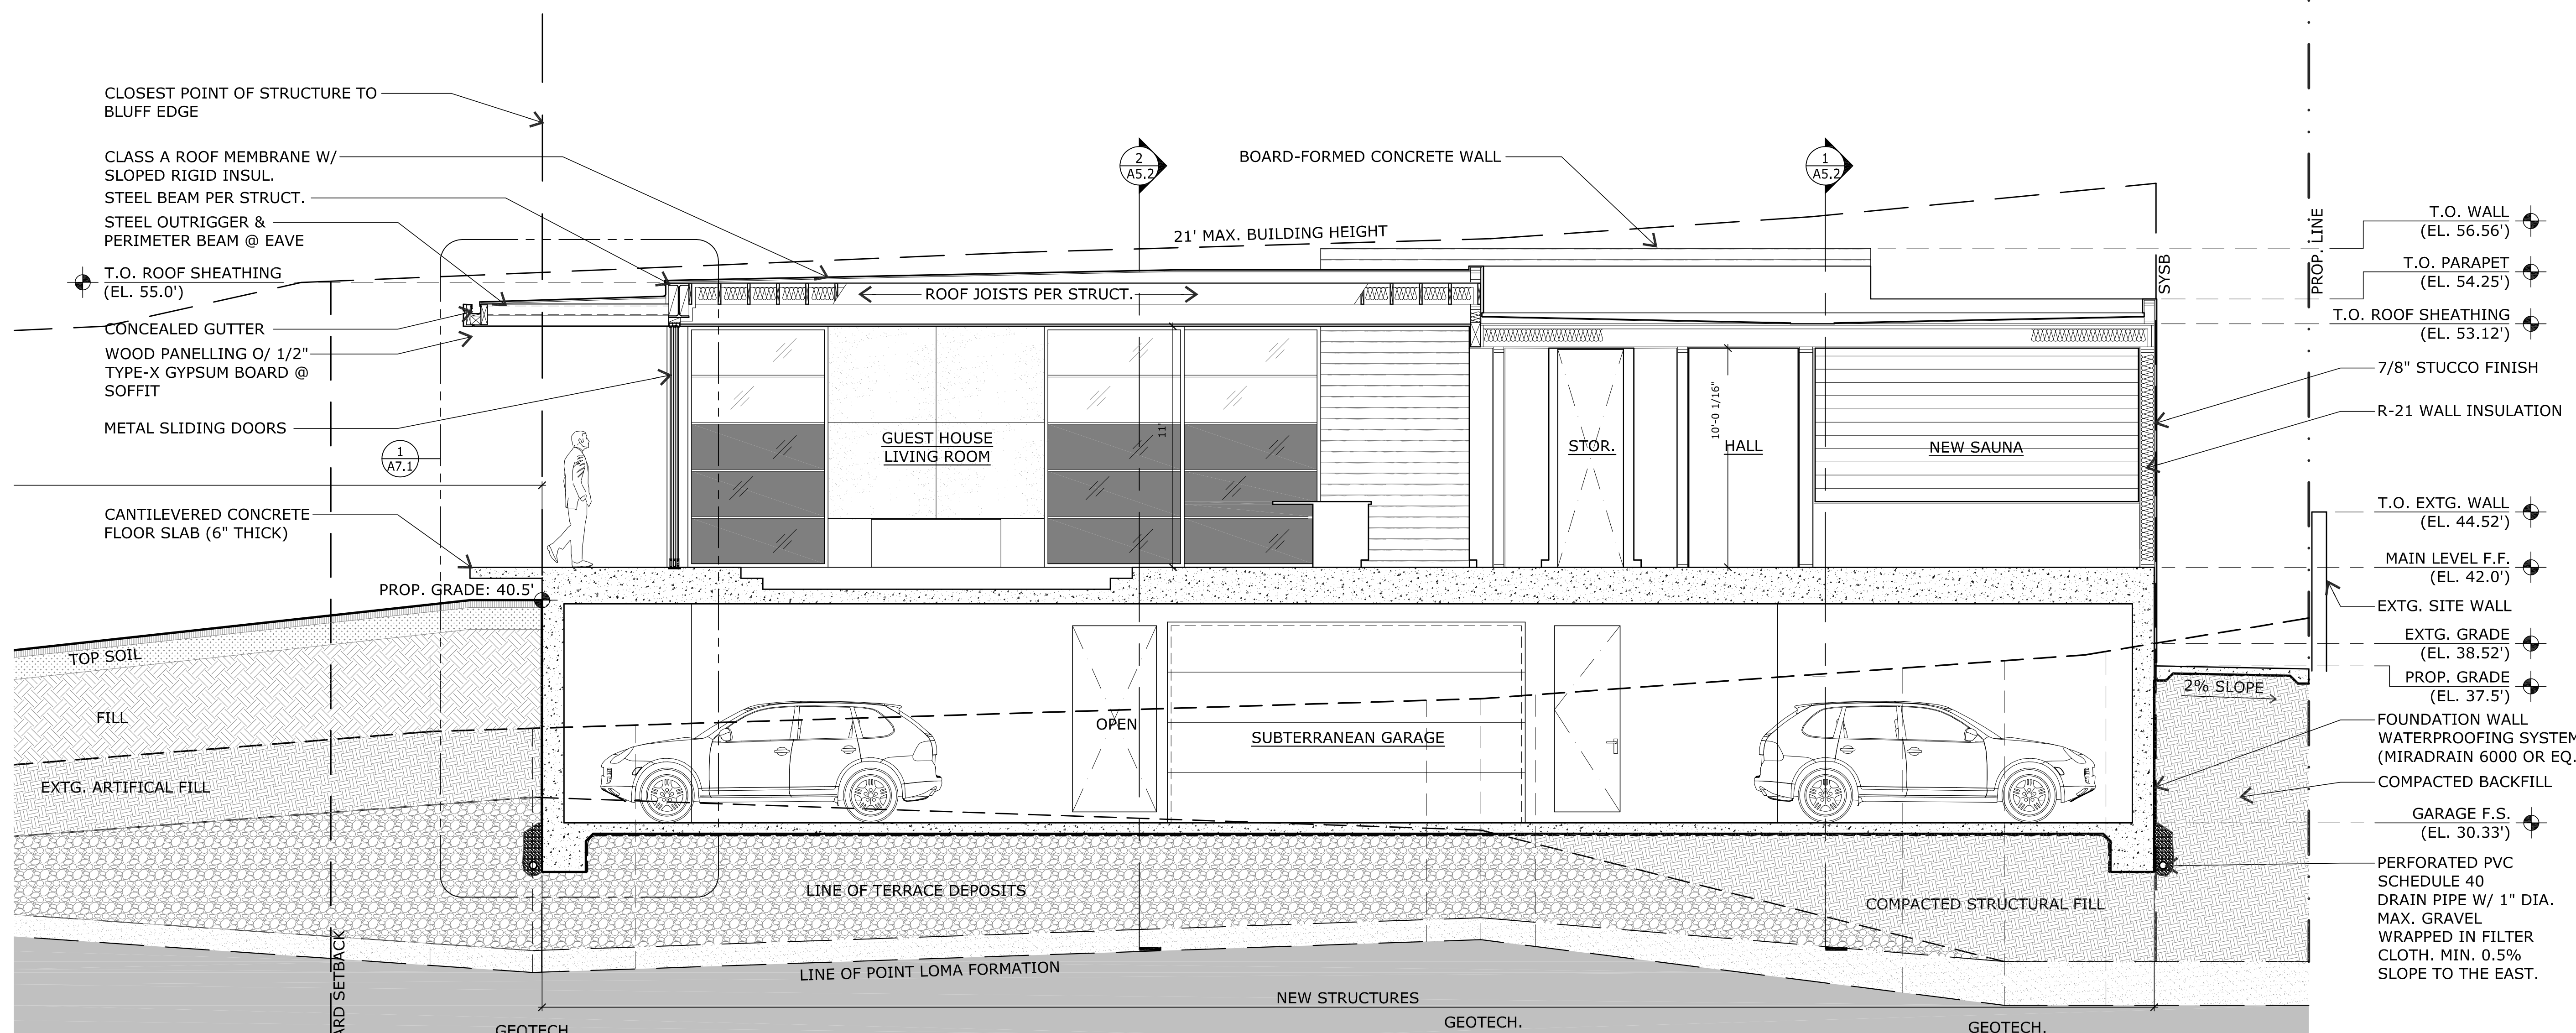 CLOSEST POINT OF STRUCTURE TO
BLUFF EDGE
CLASS A ROOF MEMBRANE W/
SLOPED RIGID INSUL.
STEEL BEAM PER STRUCT.
STEEL OUTRIGGER &
PERIMETER BEAM @ EAVE
T.O. ROOF SHEATHING
(EL. 55.0')
CONCEALED GUTTER
WOOD PANELLING O/ 1/2"
TYPE-X GYPSUM BOARD @
SOFFIT
METAL SLIDING DOORS
1
A7.1
CANTILEVERED CONCRETE
FLOOR SLAB (6" THICK)
PROP. GRADE: 40.5'
TOP SOIL
FILL
EXTG. ARTIFICAL FILL
ARD SETBACK
2
A5.2
BOARD-FORMED CONCRETE WALL
1
A5.2
21' MAX. BUILDING HEIGHT
ROOF JOISTS PER STRUCT.
GUEST HOUSE
LIVING ROOM
11'
STOR.
10'-0 1/16"
HALL
NEW SAUNA
OPEN
SUBTERRANEAN GARAGE
LINE OF TERRACE DEPOSITS
COMPACTED STRUCTURAL FILL
LINE OF POINT LOMA FORMATION
NEW STRUCTURES
GEOTECH.
GEOTECH.
GEOTECH.
SYSB
PROP. LINE
T.O. WALL
(EL. 56.56')
T.O. PARAPET
(EL. 54.25')
T.O. ROOF SHEATHING
(EL. 53.12')
7/8" STUCCO FINISH
R-21 WALL INSULATION
T.O. EXTG. WALL
(EL. 44.52')
MAIN LEVEL F.F.
(EL. 42.0')
EXTG. SITE WALL
EXTG. GRADE
(EL. 38.52')
PROP. GRADE
(EL. 37.5')
2% SLOPE
FOUNDATION WALL
WATERPROOFING SYSTEM
(MIRADRAIN 6000 OR EQ.
COMPACTED BACKFILL
GARAGE F.S.
(EL. 30.33')
PERFORATED PVC
SCHEDULE 40
DRAIN PIPE W/ 1" DIA.
MAX. GRAVEL
WRAPPED IN FILTER
CLOTH. MIN. 0.5%
SLOPE TO THE EAST.